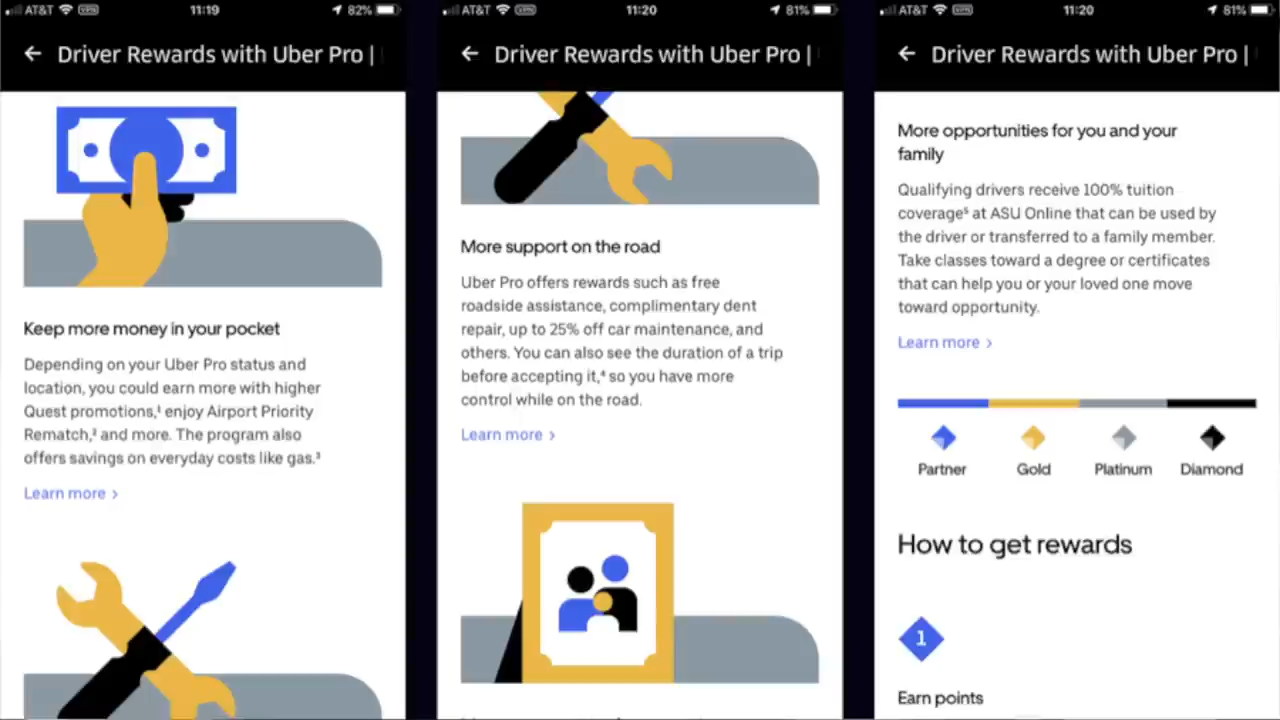 AT&T VPN 11:19 82%
Driver Rewards with Uber Pro |
Keep more money in your pocket
Depending on your Uber Pro status and
location, you could earn more with higher
Quest promotions,¹ enjoy Airport Priority
Rematch,² and more. The program also
offers savings on everyday costs like gas.³
Learn more >
AT&T VPN 11:20 81%
Driver Rewards with Uber Pro |
More support on the road
Uber Pro offers rewards such as free
roadside assistance, complimentary dent
repair, up to 25% off car maintenance, and
others. You can also see the duration of a trip
before accepting it,⁴ so you have more
control while on the road.
Learn more >
AT&T VPN 11:20 81%
Driver Rewards with Uber Pro |
More opportunities for you and your
family
Qualifying drivers receive 100% tuition
coverage⁵ at ASU Online that can be used by
the driver or transferred to a family member.
Take classes toward a degree or certificates
that can help you or your loved one move
toward opportunity.
Learn more >
Partner Gold Platinum Diamond
How to get rewards
1
Earn points